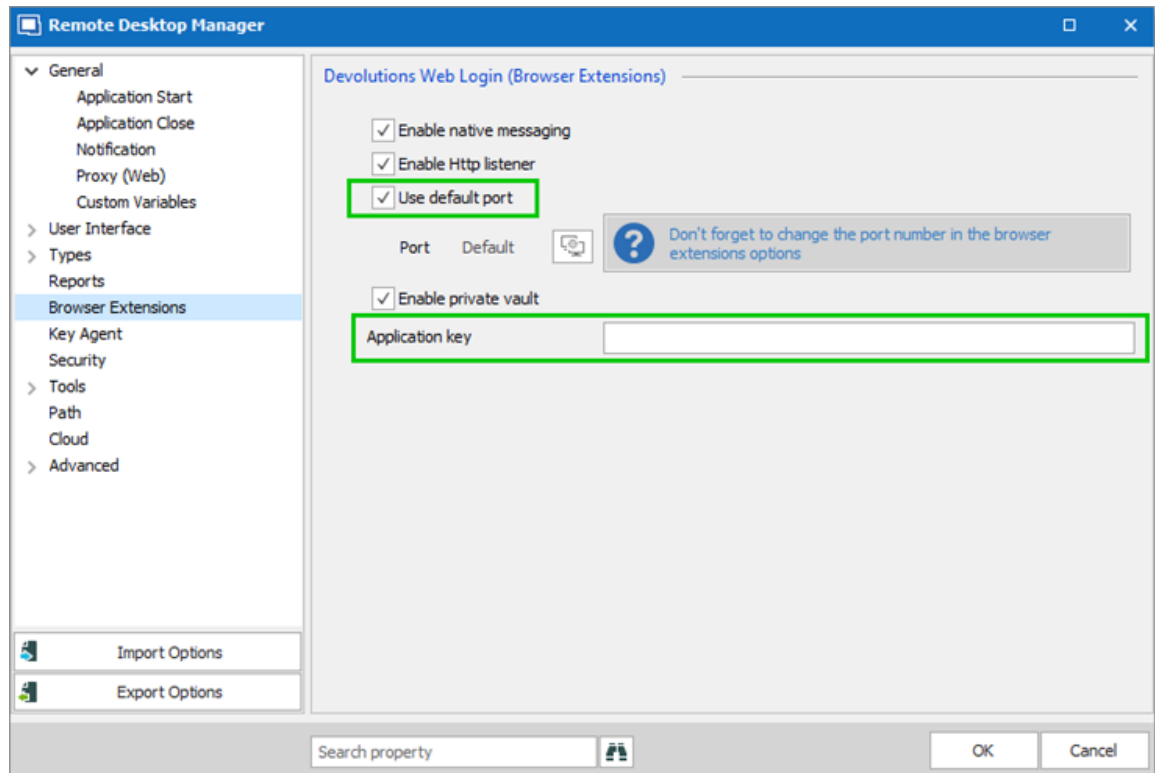 Remote Desktop Manager
General
Application Start
Application Close
Notification
Proxy (Web)
Custom Variables
User Interface
Types
Reports
Browser Extensions
Key Agent
Security
Tools
Path
Cloud
Advanced
Import Options
Export Options
Devolutions Web Login (Browser Extensions)
Enable native messaging
Enable Http listener
Use default port
Port Default
Don't forget to change the port number in the browser
extensions options
Enable private vault
Application key
Search property
OK Cancel